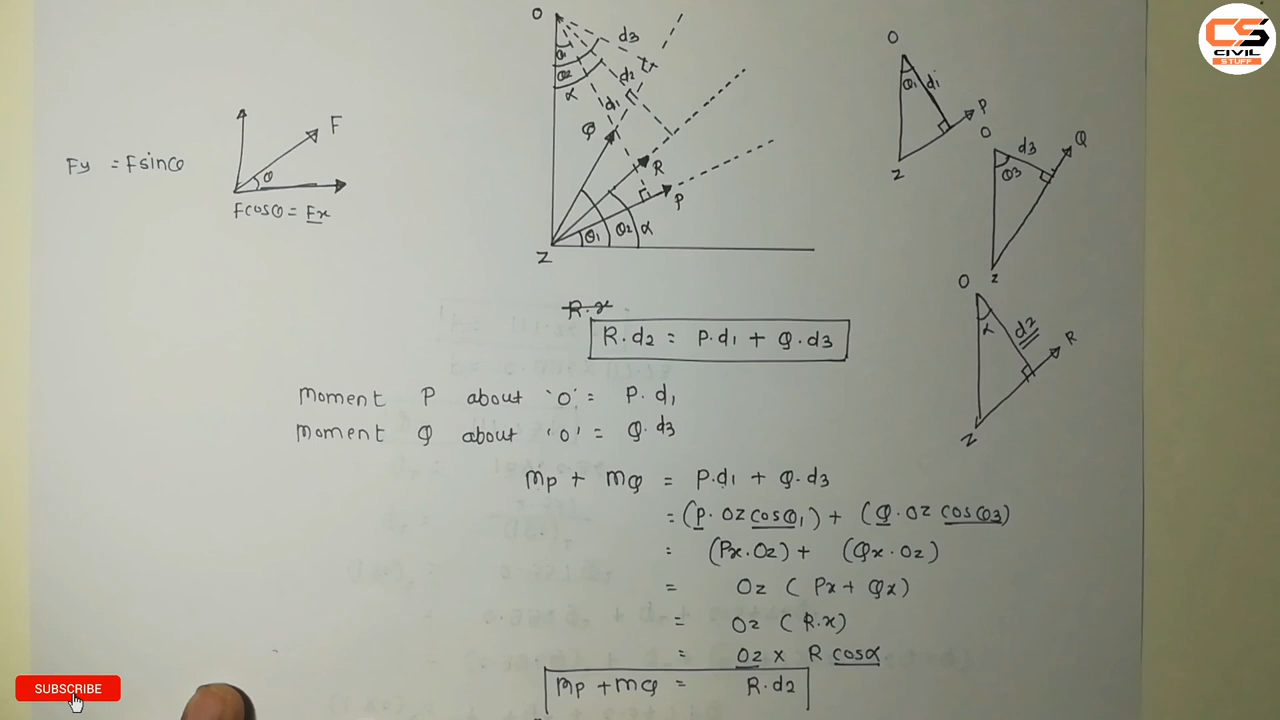 CS
CIVIL
STUFF
Fy = Fsinθ
F
θ
Fcosθ = Fx
O
θ1
θ2
α
d3
d2
d1
Q
R
P
θ1
θ2
α
Z
O
θ1
d1
P
Z
O
d3
Q
θ3
Z
O
α
d2
R
Z
R.x
R.d2 = P.d1 + Q.d3
Moment P about 'O' = P.d1
Moment Q about 'O' = Q.d3
Mp + MQ = P.d1 + Q.d3
= (P.Oz cosθ1) + (Q.Oz cosθ3)
= (Px.Oz) + (Qx.Oz)
= Oz (Px + Qx)
= Oz (R.x)
= Oz x R cosα
Mp + MQ = R.d2
SUBSCRIBE